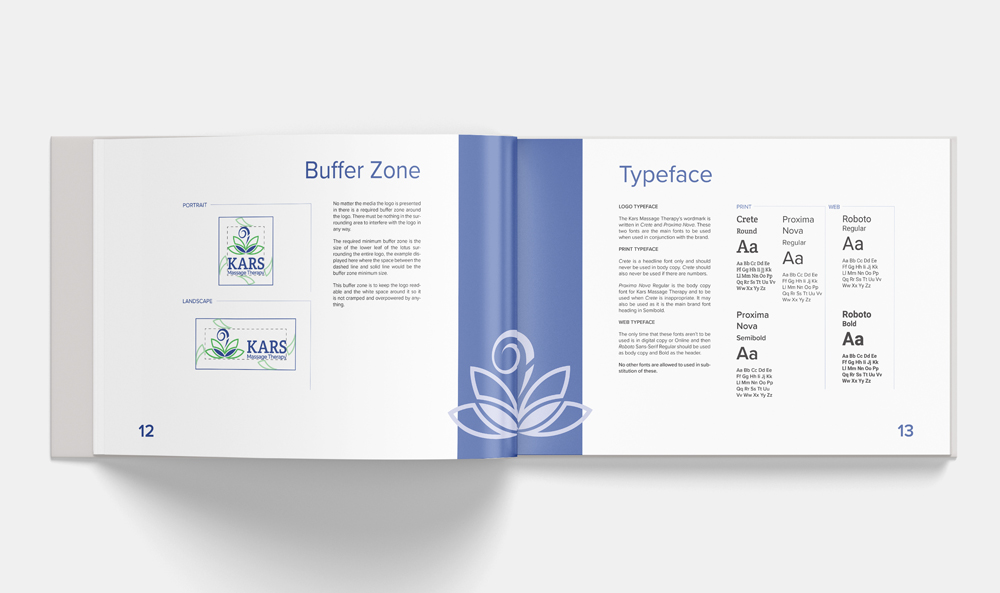 Buffer Zone
PORTRAIT
KARS
Massage Therapy
LANDSCAPE
KARS
Massage Therapy
No matter the media the logo is presented
in there is a required buffer zone around
the logo. There must be nothing in the sur-
rounding area to interfere with the logo in
any way.
The required minimum buffer zone is the
size of the lower leaf of the lotus sur-
rounding the entire logo, the example dis-
played here where the space between the
dashed line and solid line would be the
buffer zone minimum size.
This buffer zone is to keep the logo read-
able and the white space around it so it
is not cramped and overpowered by any-
thing.
12
Typeface
LOGO TYPEFACE
The Kars Massage Therapy's wordmark is
written in Crete and Proxima Nova. These
two fonts are the main fonts to be used
when used in conjunction with the brand.
PRINT TYPEFACE
Crete is a headline font only and should
never be used in body copy. Crete should
also never be used if there are numbers.
Proxima Nova Regular is the body copy
font for Kars Massage Therapy and to be
used when Crete is inappropriate. It may
also be used as it is the main brand font
heading in Semibold.
WEB TYPEFACE
The only time that these fonts aren't to be
used is in digital copy or Online and then
Roboto Sans Serif Regular should be used
as body copy and Bold as the header.
No other fonts are allowed to used in sub-
stitution of these.
PRINT
Crete
Round
Aa
Aa Bb Cc Dd Ee
Ff Gg Hh Ii Jj Kk
Ll Mm Nn Oo Pp
Qq Rr Ss Tt Uu Vv
Ww Xx Yy Zz
Proxima
Nova
Regular
Aa
Aa Bb Cc Dd Ee
Ff Gg Hh Ii Jj Kk
Ll Mm Nn Oo Pp
Qq Rr Ss Tt Uu Vv
Ww Xx Yy Zz
Proxima
Nova
Semibold
Aa
Aa Bb Cc Dd Ee
Ff Gg Hh Ii Jj Kk
Ll Mm Nn Oo Pp
Qq Rr Ss Tt Uu
Vv Ww Xx Yy Zz
WEB
Roboto
Regular
Aa
Aa Bb Cc Dd Ee
Ff Gg Hh Ii Jj Kk
Ll Mm Nn Oo Pp
Qq Rr Ss Tt Uu Vv
Ww Xx Yy Zz
Roboto
Bold
Aa
Aa Bb Cc Dd Ee
Ff Gg Hh Ii Jj Kk
Ll Mm Nn Oo Pp
Qq Rr Ss Tt Uu Vv
Ww Xx Yy Zz
13